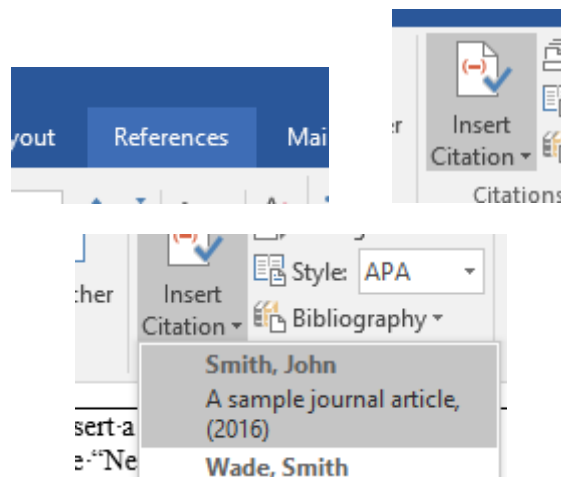 yout References Mai
Insert
Citation
Citations
Style: APA
ther Insert
Citation Bibliography
Smith, John
A sample journal article,
sert·a (2016)
e·“Ne Wade, Smith